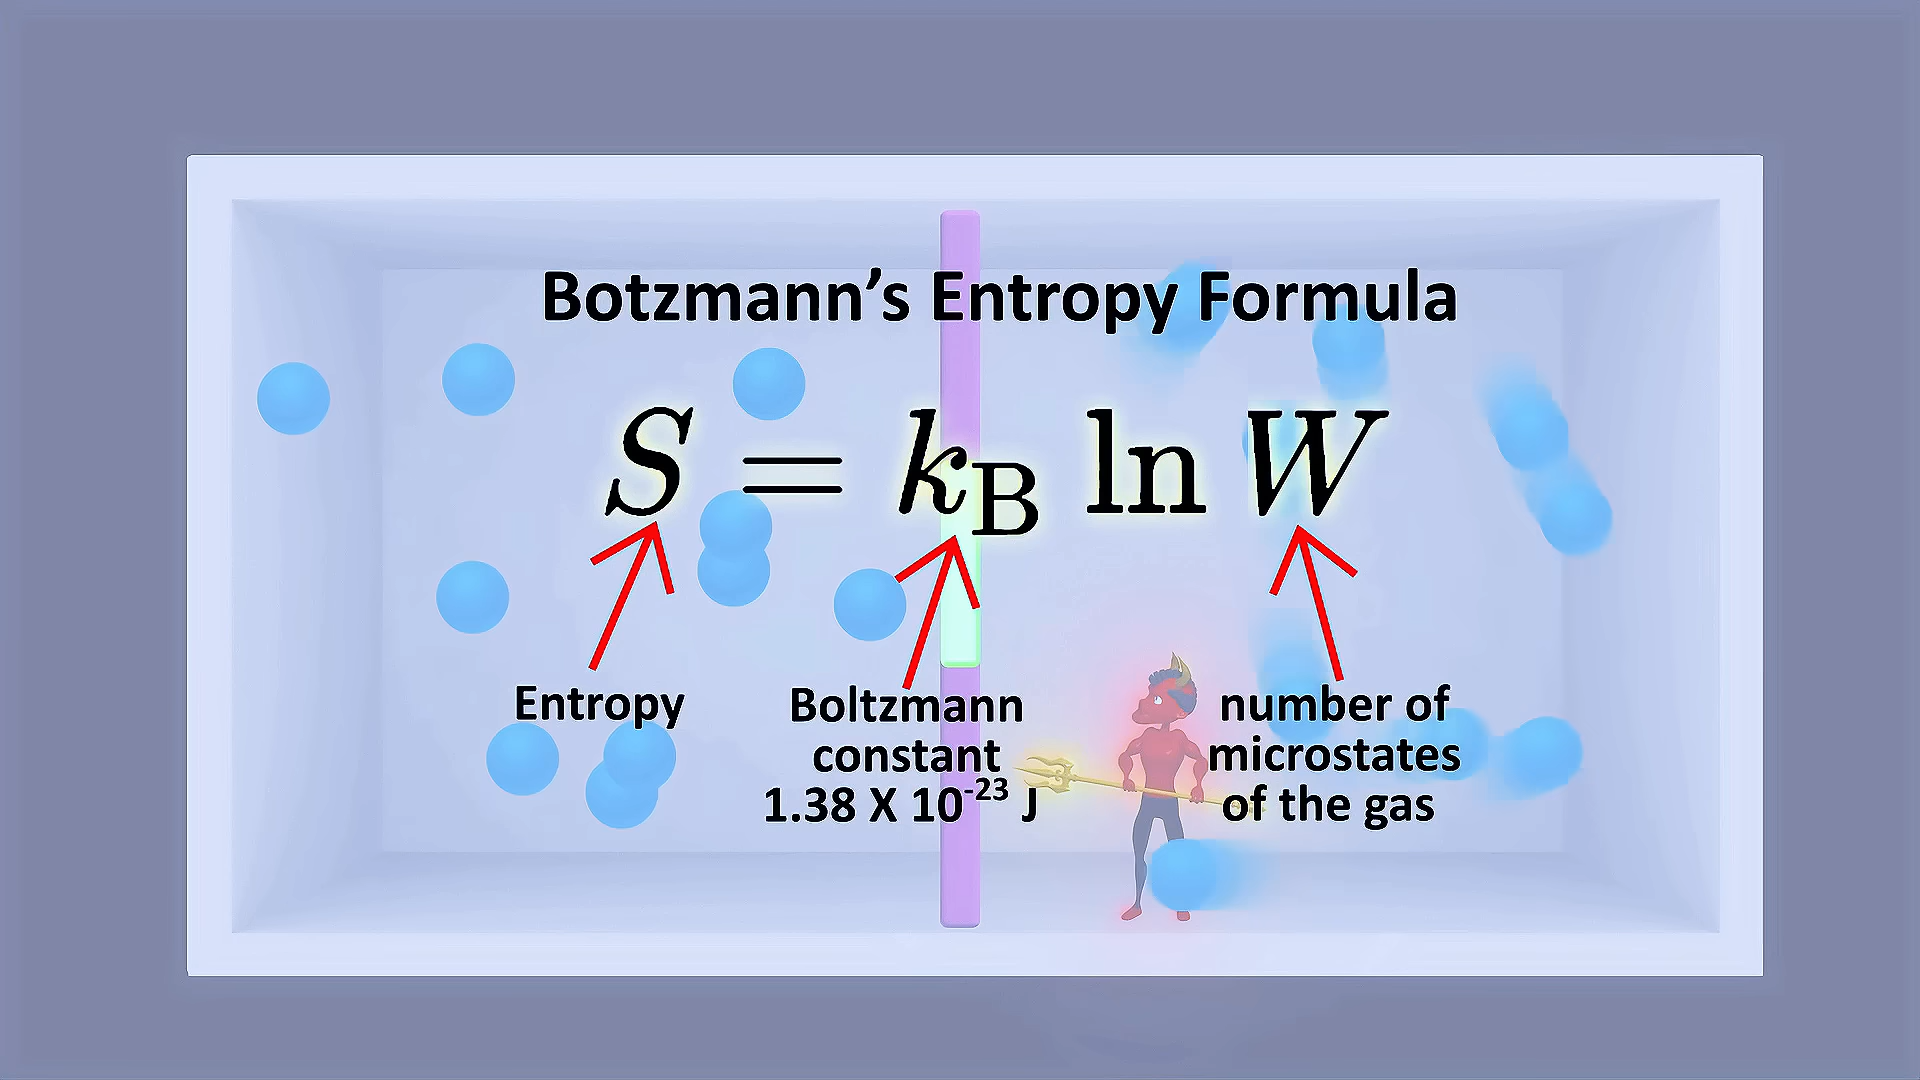 Botzmann’s Entropy Formula
S = k_B ln W
Entropy
Boltzmann
constant
1.38 X 10^-23 J
number of
microstates
of the gas